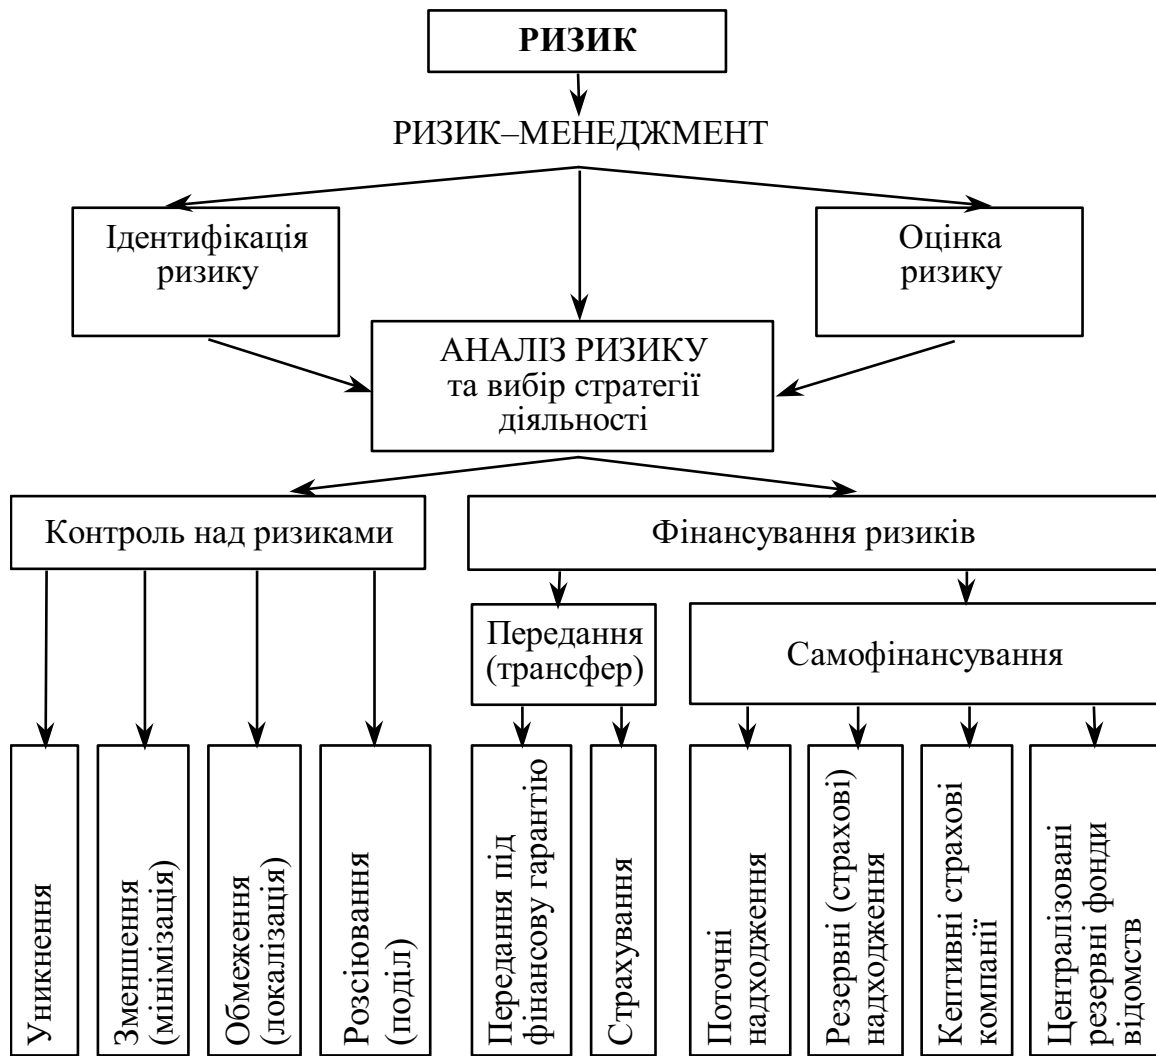 РИЗИК
РИЗИК–МЕНЕДЖМЕНТ
Ідентифікація
ризику
Оцінка
ризику
АНАЛІЗ РИЗИКУ
та вибір стратегії
діяльності
Контроль над ризиками
Фінансування ризиків
Передання
(трансфер)
Самофінансування
Уникнення
Зменшення
(мінімізація)
Обмеження
(локалізація)
Розсіювання
(поділ)
Передання під
фінансову гарантію
Страхування
Поточні
надходження
Резервні (страхові)
надходження
Кептивні страхові
компанії
Централізовані
резервні фонди
відомств